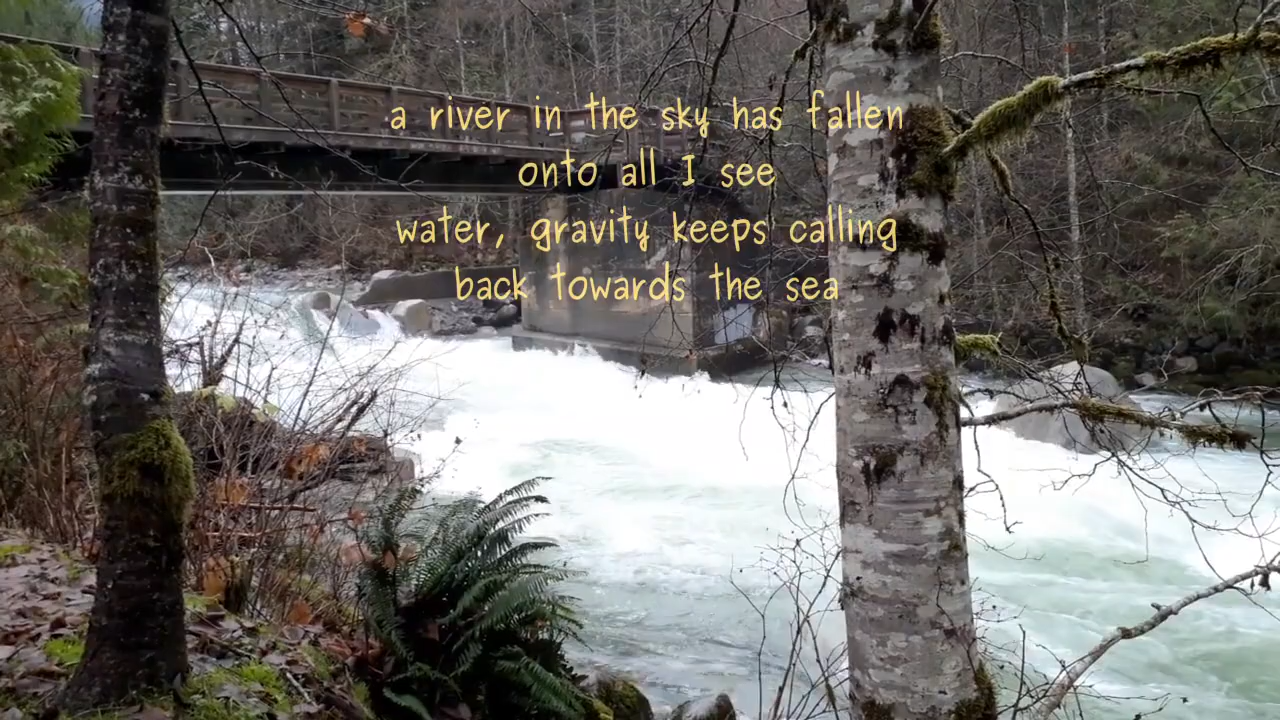 a river in the sky has fallen
onto all I see
water, gravity keeps calling
back towards the sea